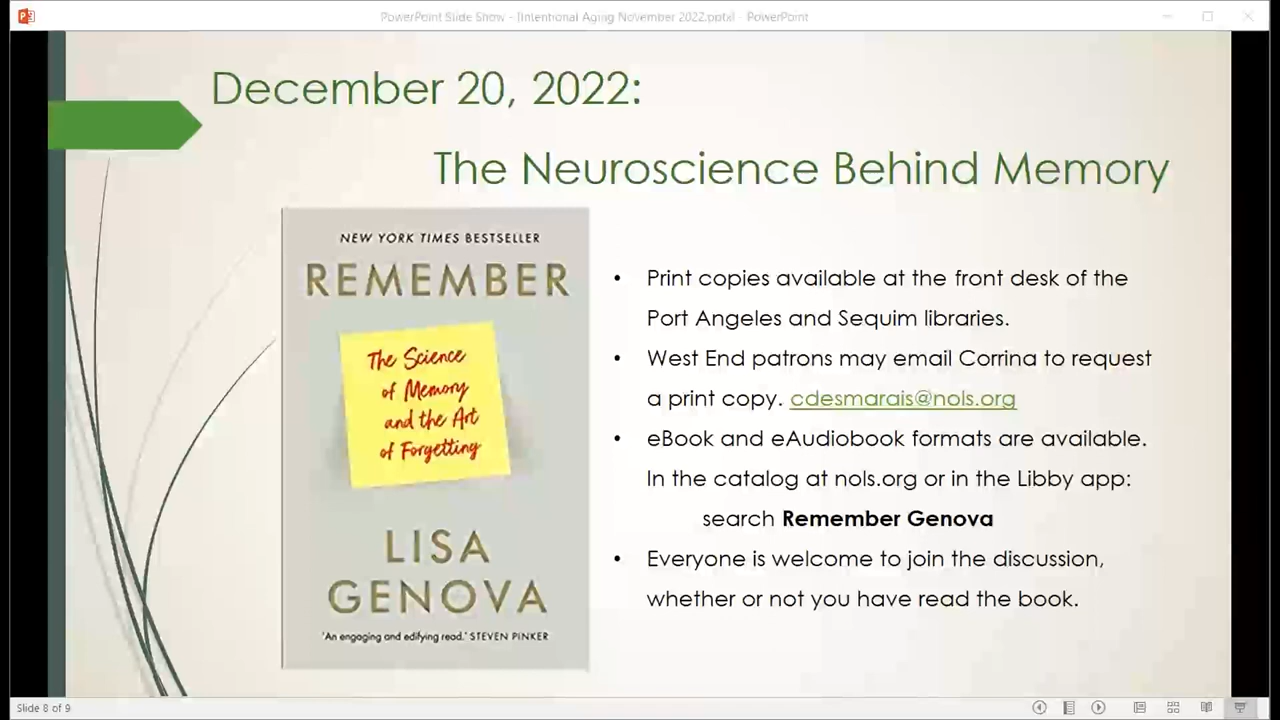 PowerPoint Slide Show - [Intentional Aging November 2022.pptx] - PowerPoint
December 20, 2022:
The Neuroscience Behind Memory
NEW YORK TIMES BESTSELLER
REMEMBER
The Science
of Memory
and the Art
of Forgetting
LISA
GENOVA
'An engaging and edifying read.' STEVEN PINKER
• Print copies available at the front desk of the
Port Angeles and Sequim libraries.
• West End patrons may email Corrina to request
a print copy. cdesmarais@nols.org
• eBook and eAudiobook formats are available.
In the catalog at nols.org or in the Libby app:
search Remember Genova
• Everyone is welcome to join the discussion,
whether or not you have read the book.
Slide 8 of 9